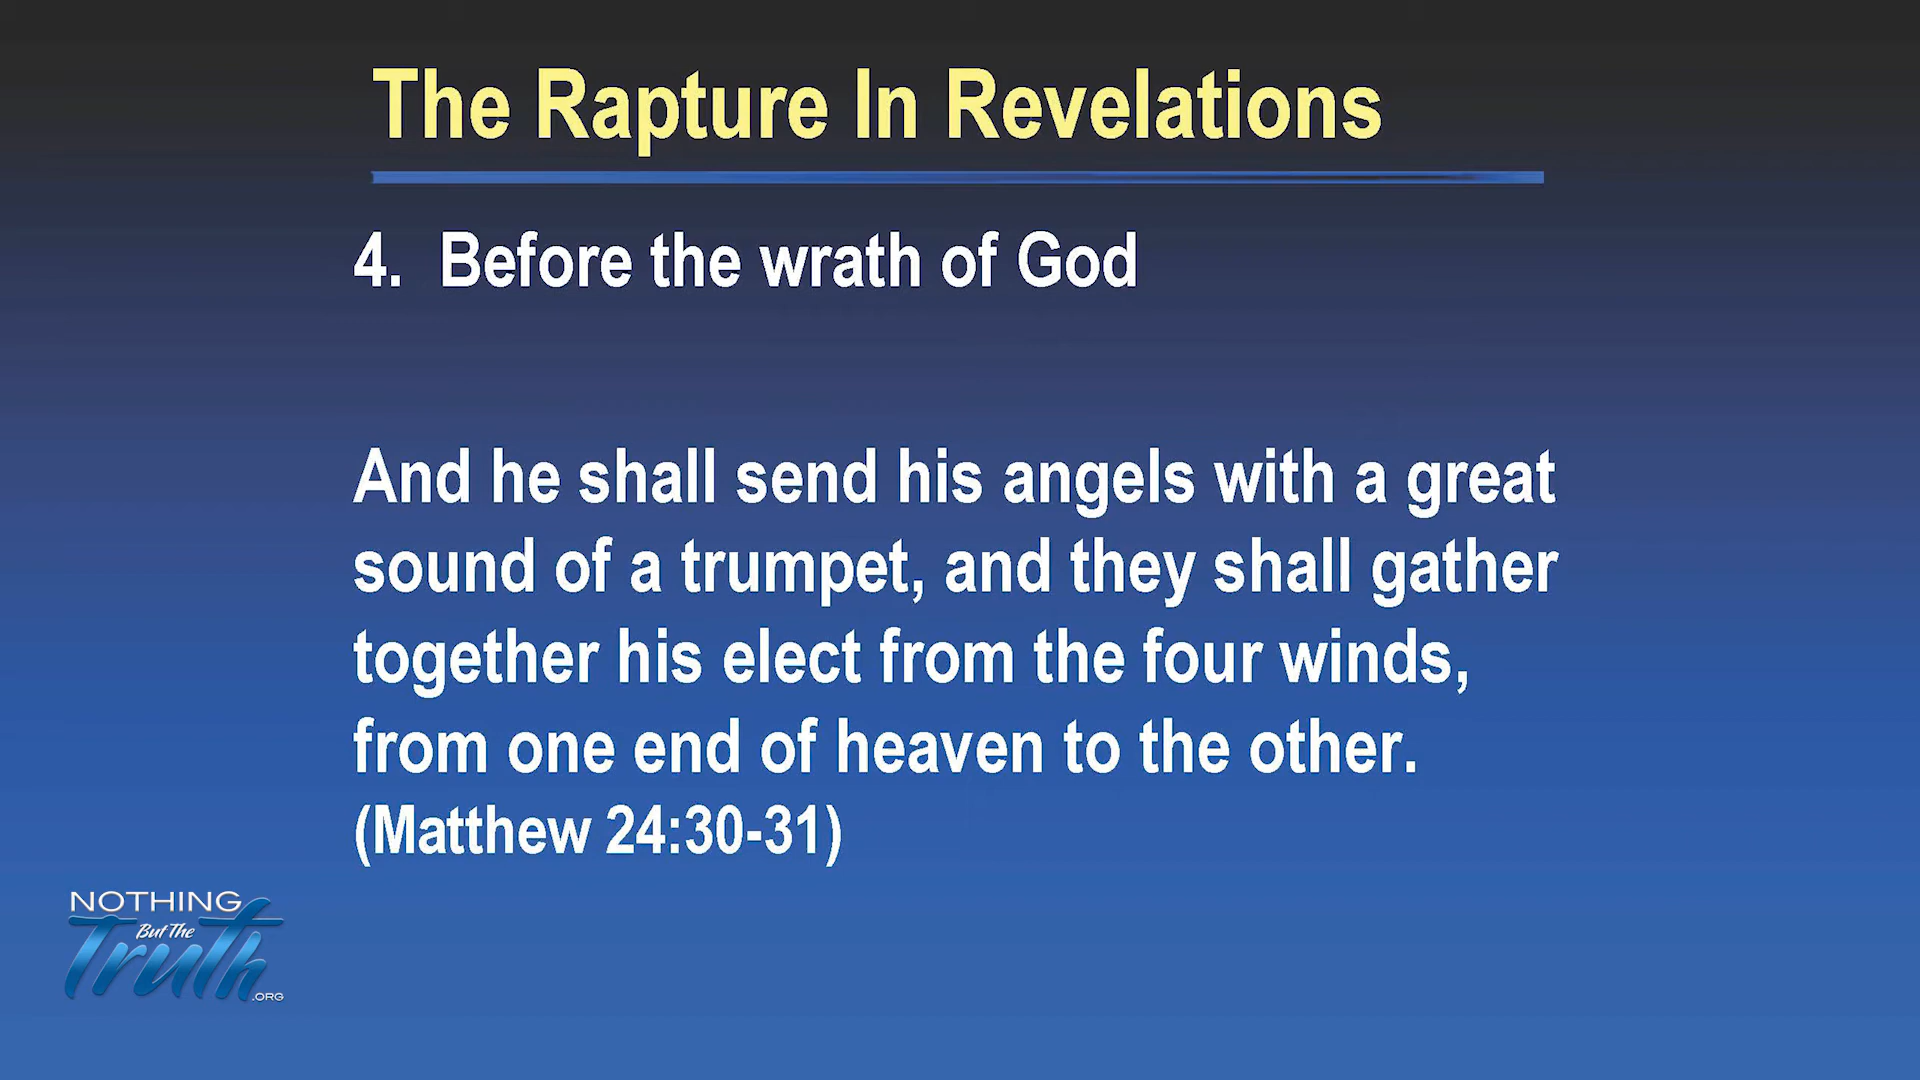 The Rapture In Revelations
4. Before the wrath of God
And he shall send his angels with a great
sound of a trumpet, and they shall gather
together his elect from the four winds,
from one end of heaven to the other.
(Matthew 24:30-31)
NOTHING
But The
Truth
.ORG